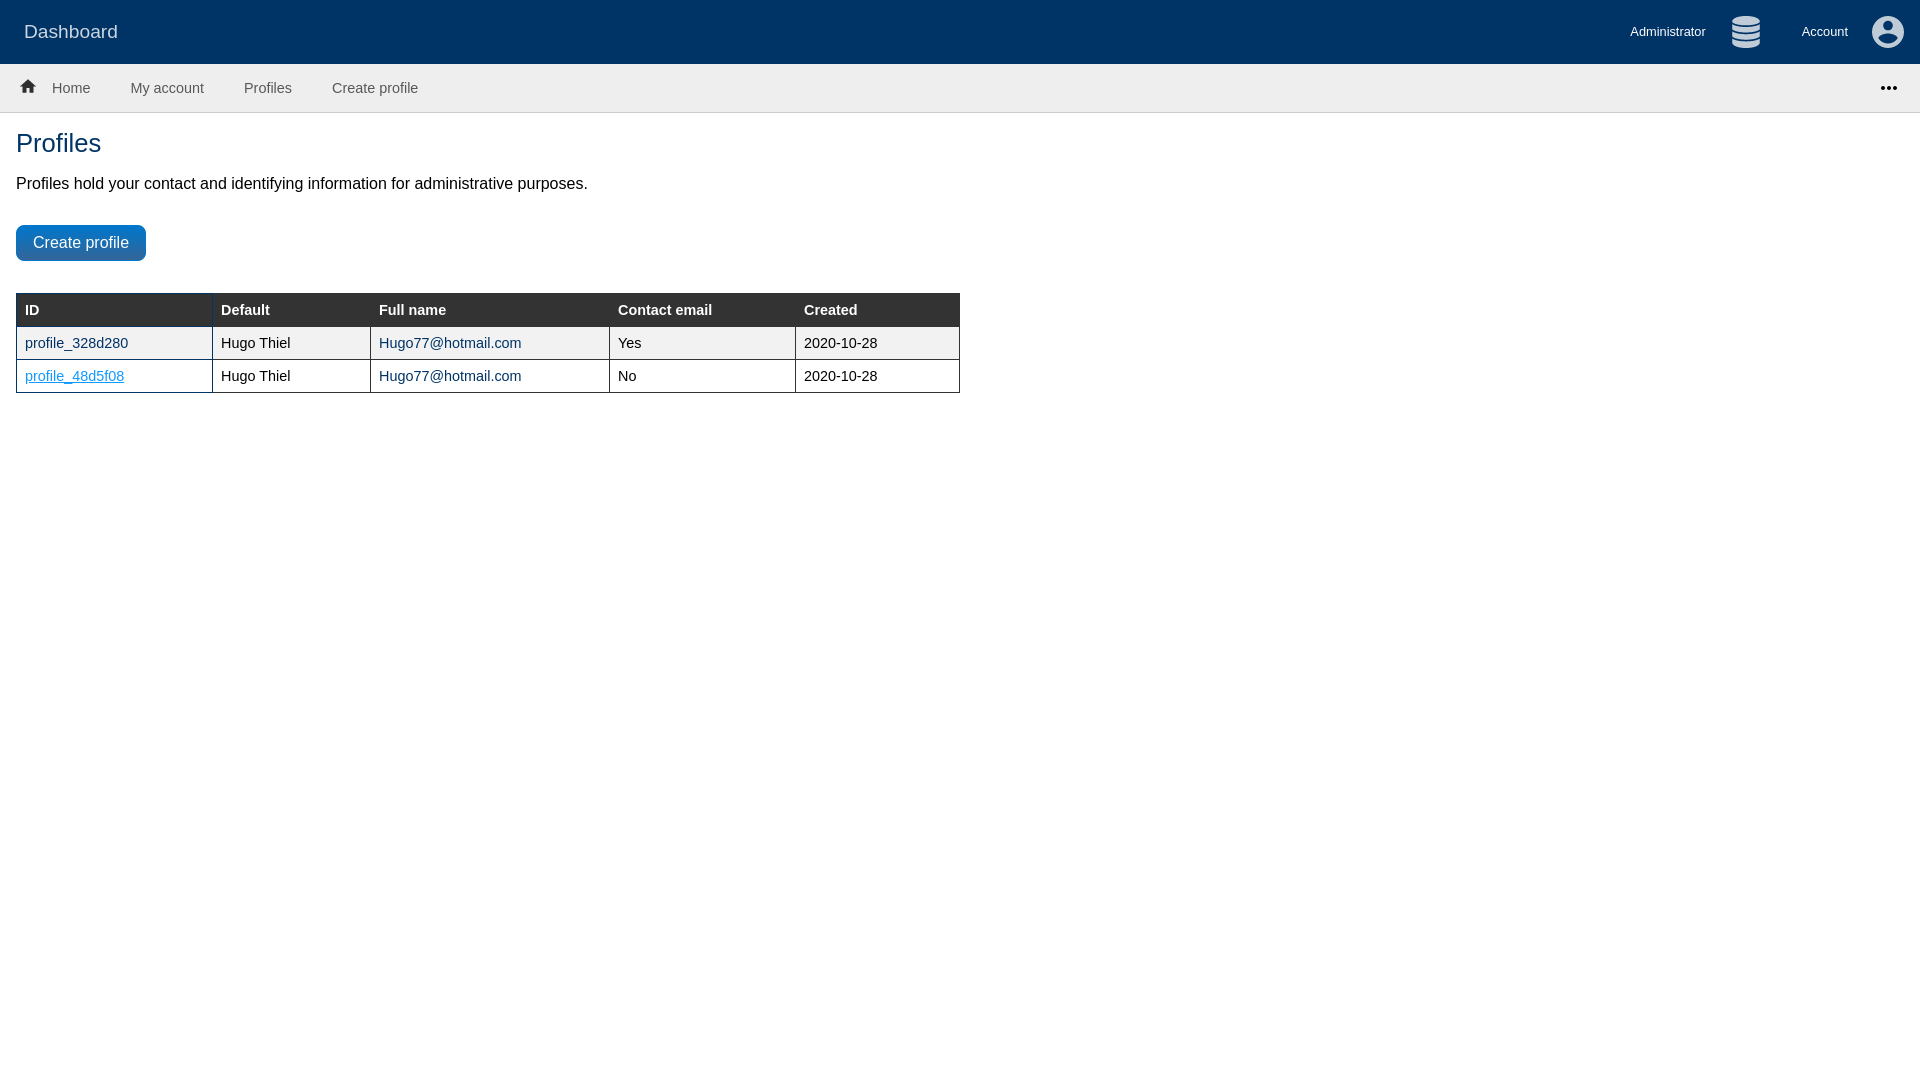 Dashboard
Administrator
Account
Home
My account
Profiles
Create profile
Profiles
Profiles hold your contact and identifying information for administrative purposes.
Create profile
ID Default Full name Contact email Created
profile_328d280 Hugo Thiel Hugo77@hotmail.com Yes 2020-10-28
profile_48d5f08 Hugo Thiel Hugo77@hotmail.com No 2020-10-28